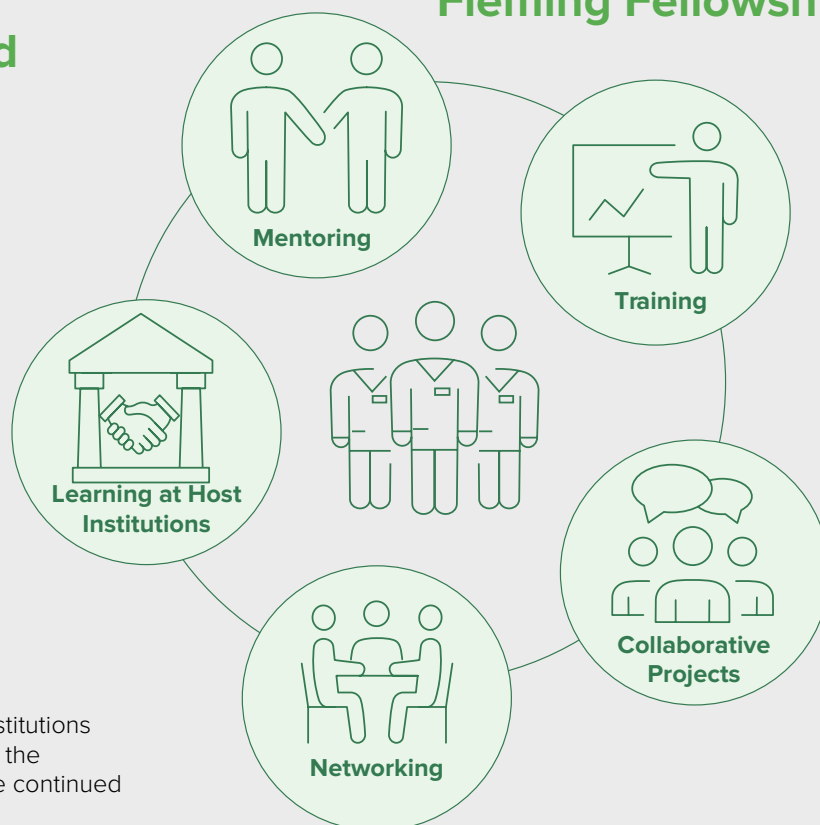 Fleming Fellowsh
d
Mentoring
Training
Learning at Host
Institutions
Collaborative
Projects
Networking
stitutions
the
e continued